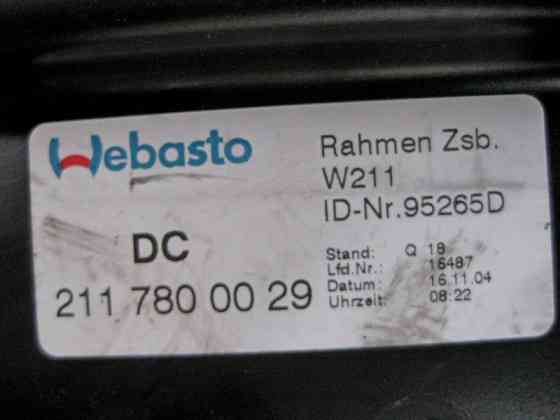 Webasto
Rahmen Zsb.
W211
ID-Nr.95265D
DC
211 780 00 29
Stand: Q 18
Lfd.Nr.: 16487
Datum: 16.11.04
Uhrzeit: 08:22